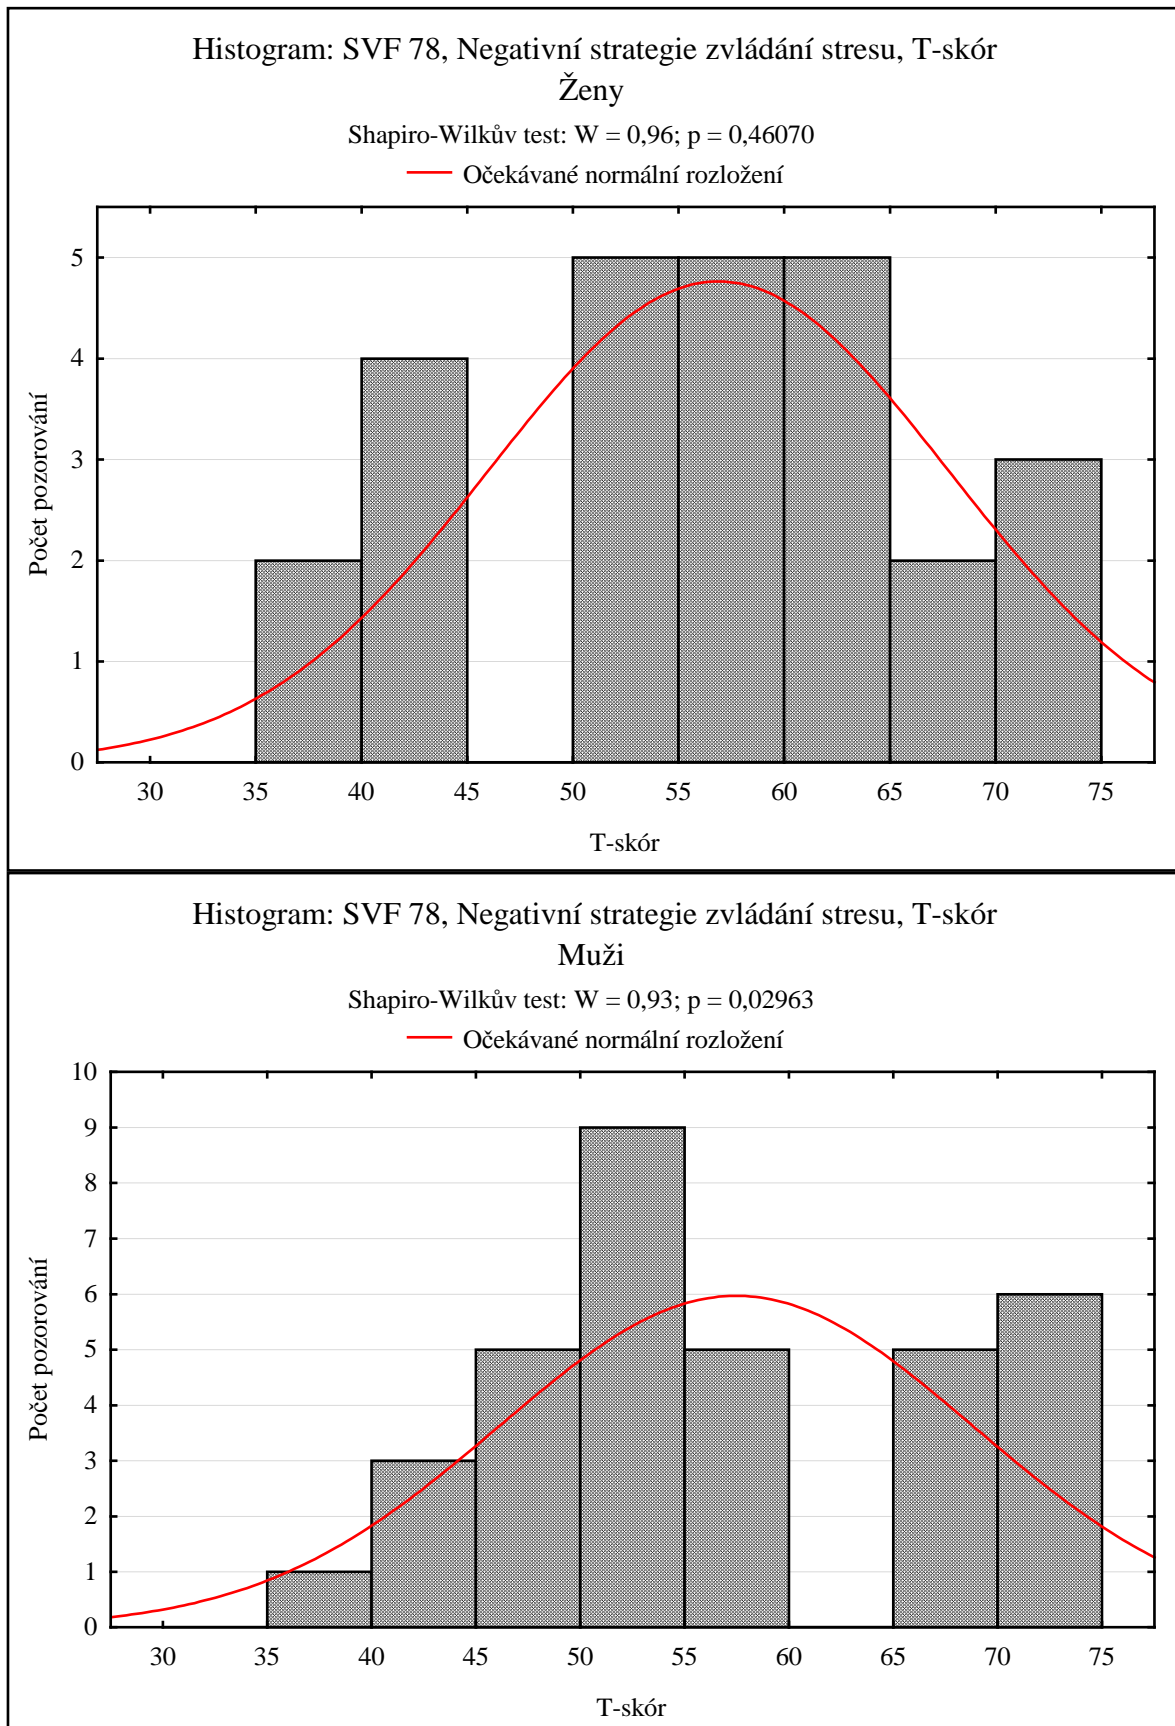 Histogram: SVF 78, Negativní strategie zvládání stresu, T-skór
Ženy
Shapiro-Wilkův test: W = 0,96; p = 0,46070
Očekávané normální rozložení
5
4
3
2
1
0
Počet pozorování
30 35 40 45 50 55 60 65 70 75
T-skór
Histogram: SVF 78, Negativní strategie zvládání stresu, T-skór
Muži
Shapiro-Wilkův test: W = 0,93; p = 0,02963
Očekávané normální rozložení
10
9
8
7
6
5
4
3
2
1
0
Počet pozorování
30 35 40 45 50 55 60 65 70 75
T-skór